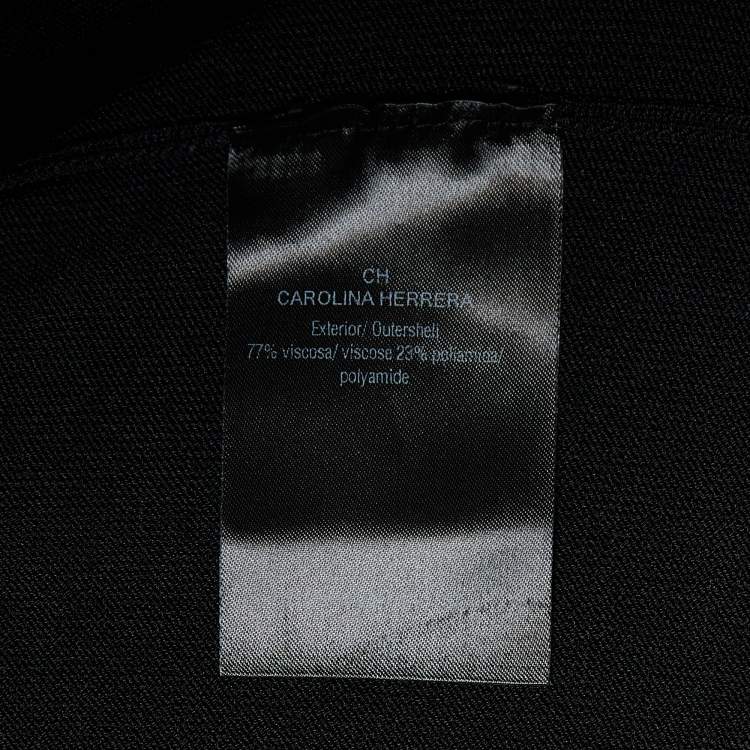 CH
CAROLINA HERRERA
Exterior/ Outershell
77% viscosa/ viscose 23% poliamida/
polyamide